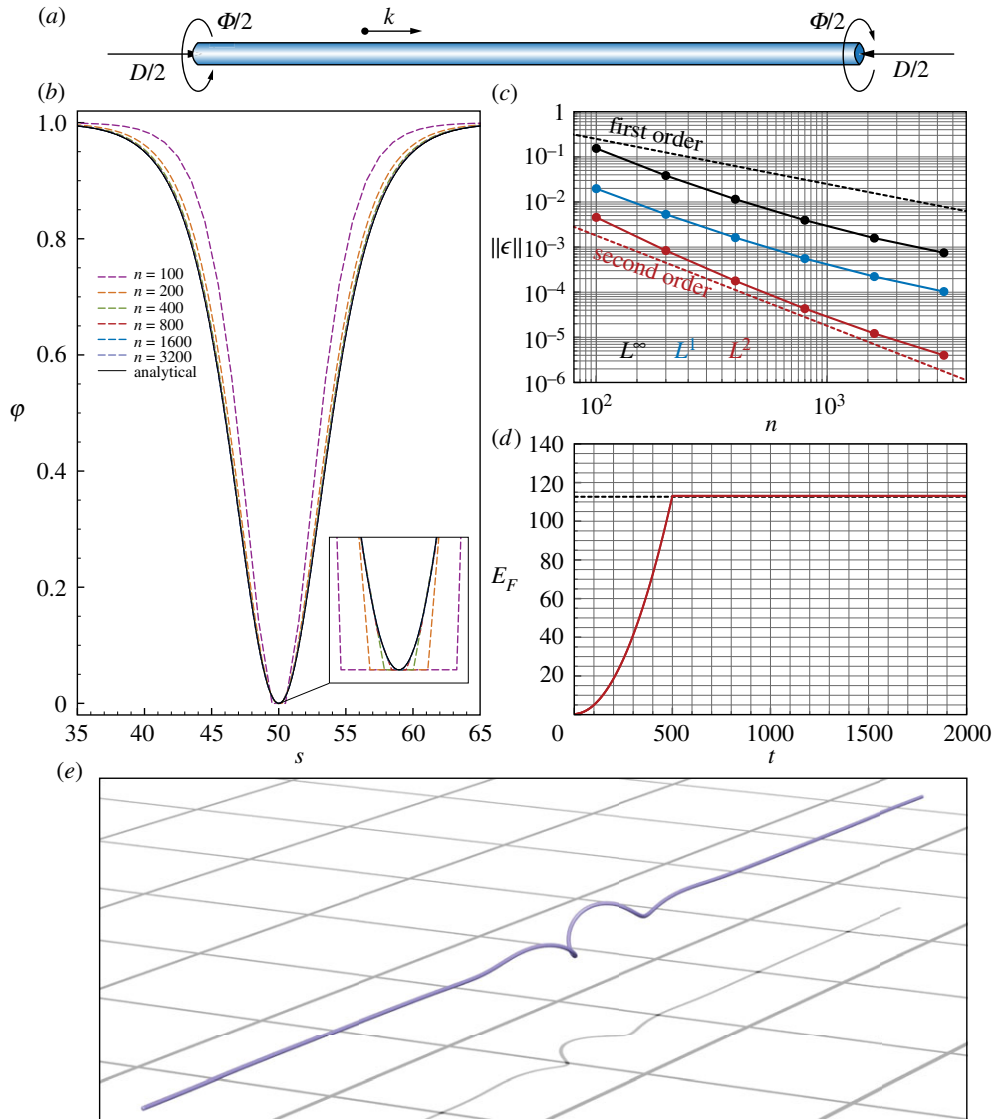 (a)
Φ/2
k
Φ/2
D/2
D/2
(b)
1.0
0.8
0.6
0.4
0.2
0
φ
n = 100
n = 200
n = 400
n = 800
n = 1600
n = 3200
analytical
35 40 45 50 55 60 65
s
(c)
1
10⁻¹
10⁻²
10⁻³
10⁻⁴
10⁻⁵
10⁻⁶
||ϵ||
first order
second order
L∞ L¹ L²
10² 10³
n
(d)
140
120
100
80
60
40
20
E_F
0 500 1000 1500 2000
t
(e)